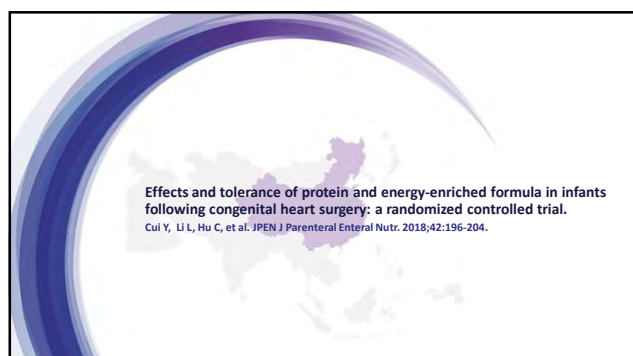 Effects and tolerance of protein and energy-enriched formula in infants
following congenital heart surgery: a randomized controlled trial.
Cui Y, Li L, Hu C, et al. JPEN J Parenteral Enteral Nutr. 2018;42:196-204.